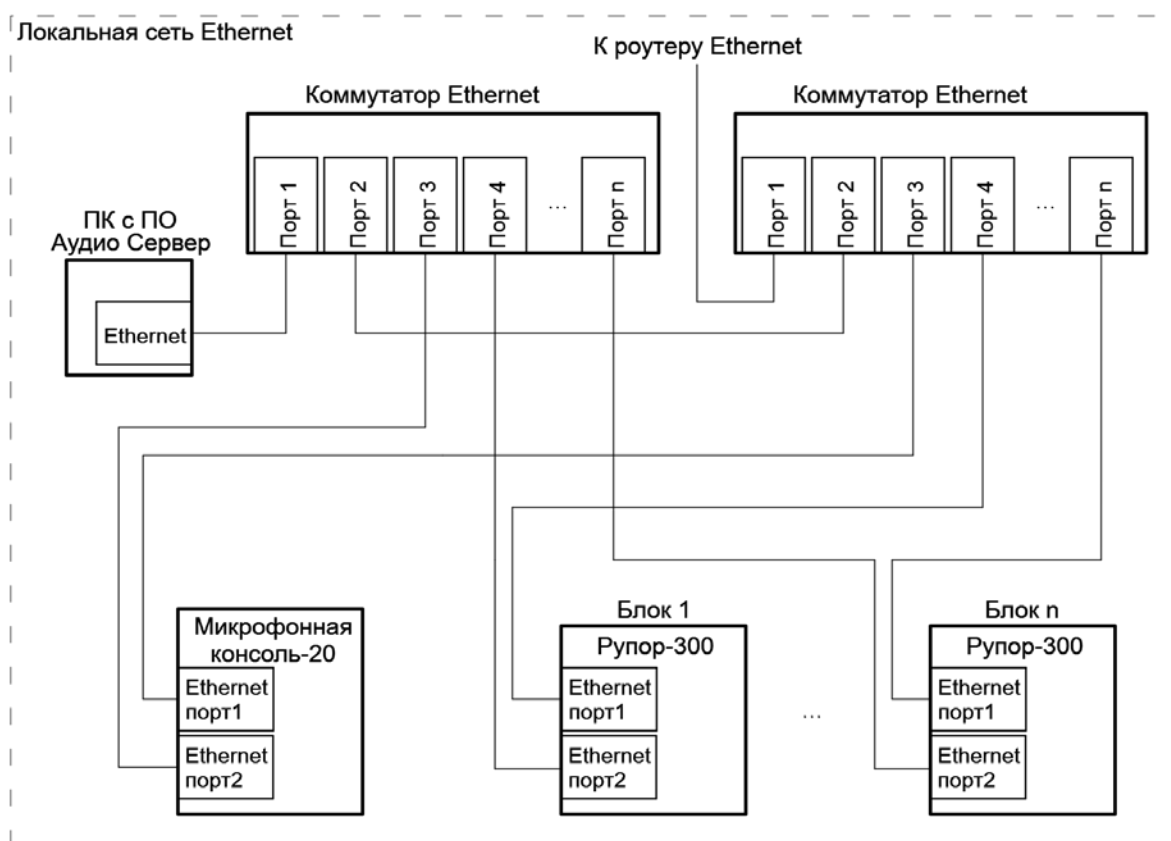 Локальная сеть Ethernet
К роутеру Ethernet
Коммутатор Ethernet
Коммутатор Ethernet
Порт 1
Порт 2
Порт 3
Порт 4
...
Порт n
Порт 1
Порт 2
Порт 3
Порт 4
...
Порт n
ПК с ПО
Аудио Сервер
Ethernet
Микрофонная
консоль-20
Ethernet
порт1
Ethernet
порт2
Блок 1
Рупор-300
Ethernet
порт1
Ethernet
порт2
...
Блок n
Рупор-300
Ethernet
порт1
Ethernet
порт2